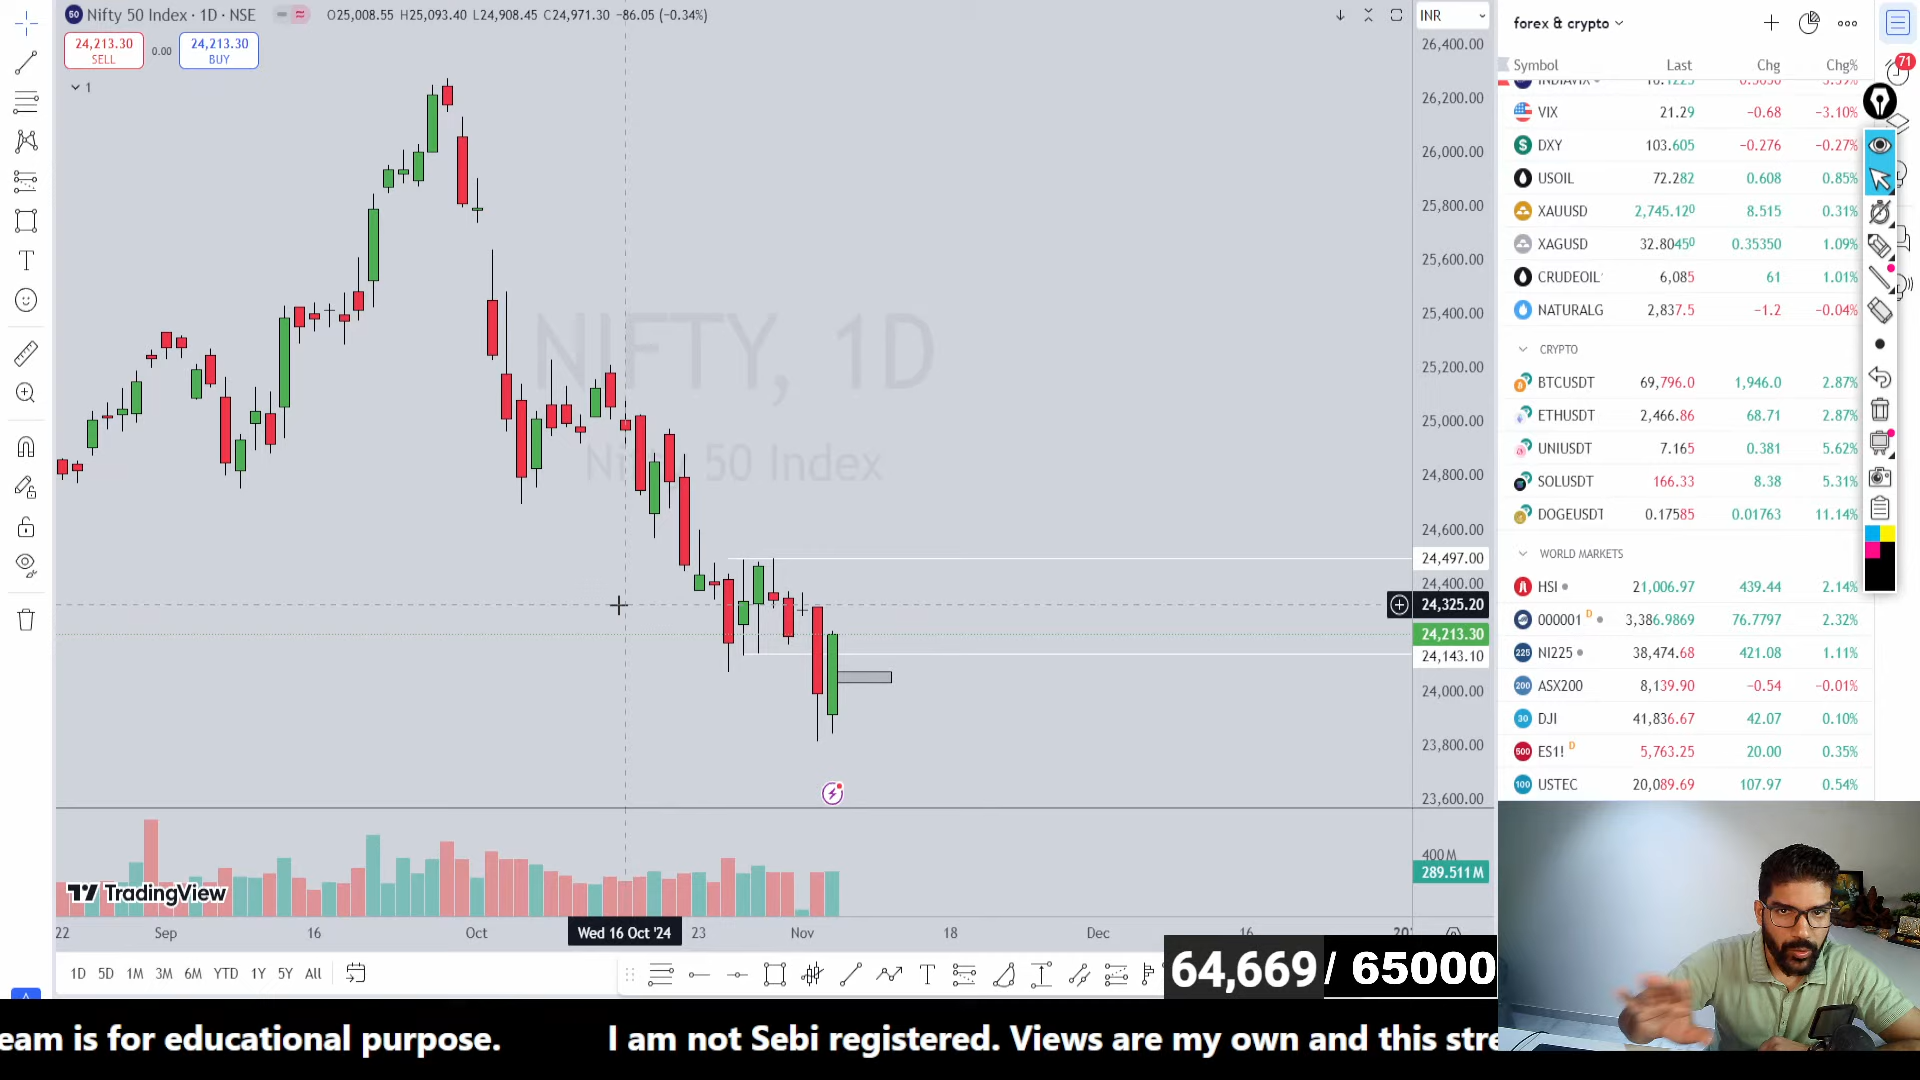 Nifty 50 Index · 1D · NSE
O25,008.55 H25,093.40 L24,908.45 C24,971.30 −86.05 (−0.34%)
INR
24,213.30
SELL
0.00
24,213.30
BUY
1
NIFTY, 1D
Nifty 50 Index
26,400.00
26,200.00
26,000.00
25,800.00
25,600.00
25,400.00
25,200.00
25,000.00
24,800.00
24,600.00
24,497.00
24,400.00
24,325.20
24,213.30
24,143.10
24,000.00
23,800.00
23,600.00
400 M
289.511 M
TradingView
22 Sep 16 Oct Wed 16 Oct '24 23 Nov 18 Dec 16
1D 5D 1M 3M 6M YTD 1Y 5Y All
forex & crypto
71
Symbol Last Chg Chg%
VIX 21.29 −0.68 −3.10%
DXY 103.605 −0.276 −0.27%
USOIL 72.282 0.608 0.85%
XAUUSD 2,745.120 8.515 0.31%
XAGUSD 32.80450 0.35350 1.09%
CRUDEOIL 6,085 61 1.01%
NATURALG 2,837.5 −1.2 −0.04%
CRYPTO
BTCUSDT 69,796.0 1,946.0 2.87%
ETHUSDT 2,466.86 68.71 2.87%
UNIUSDT 7.165 0.381 5.62%
SOLUSDT 166.33 8.38 5.31%
DOGEUSDT 0.17585 0.01763 11.14%
WORLD MARKETS
HSI 21,006.97 439.44 2.14%
000001 D 3,386.9869 76.7797 2.32%
225 NI225 38,474.68 421.08 1.11%
200 ASX200 8,139.90 −0.54 −0.01%
30 DJI 41,836.67 42.07 0.10%
500 ES1! D 5,763.25 20.00 0.35%
100 USTEC 20,089.69 107.97 0.54%
64,669 / 65000
eam is for educational purpose. I am not Sebi registered. Views are my own and this stre